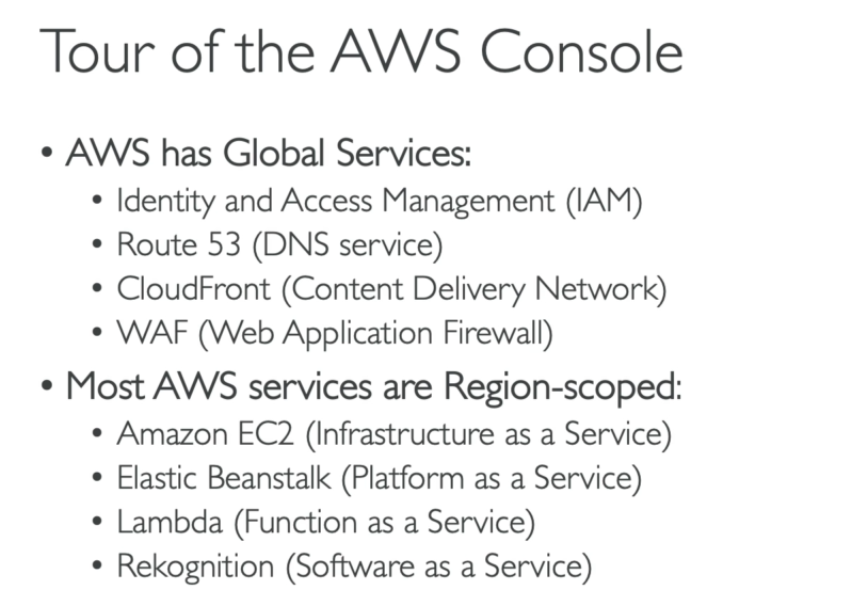 Tour of the AWS Console
• AWS has Global Services:
• Identity and Access Management (IAM)
• Route 53 (DNS service)
• CloudFront (Content Delivery Network)
• WAF (Web Application Firewall)
• Most AWS services are Region-scoped:
• Amazon EC2 (Infrastructure as a Service)
• Elastic Beanstalk (Platform as a Service)
• Lambda (Function as a Service)
• Rekognition (Software as a Service)